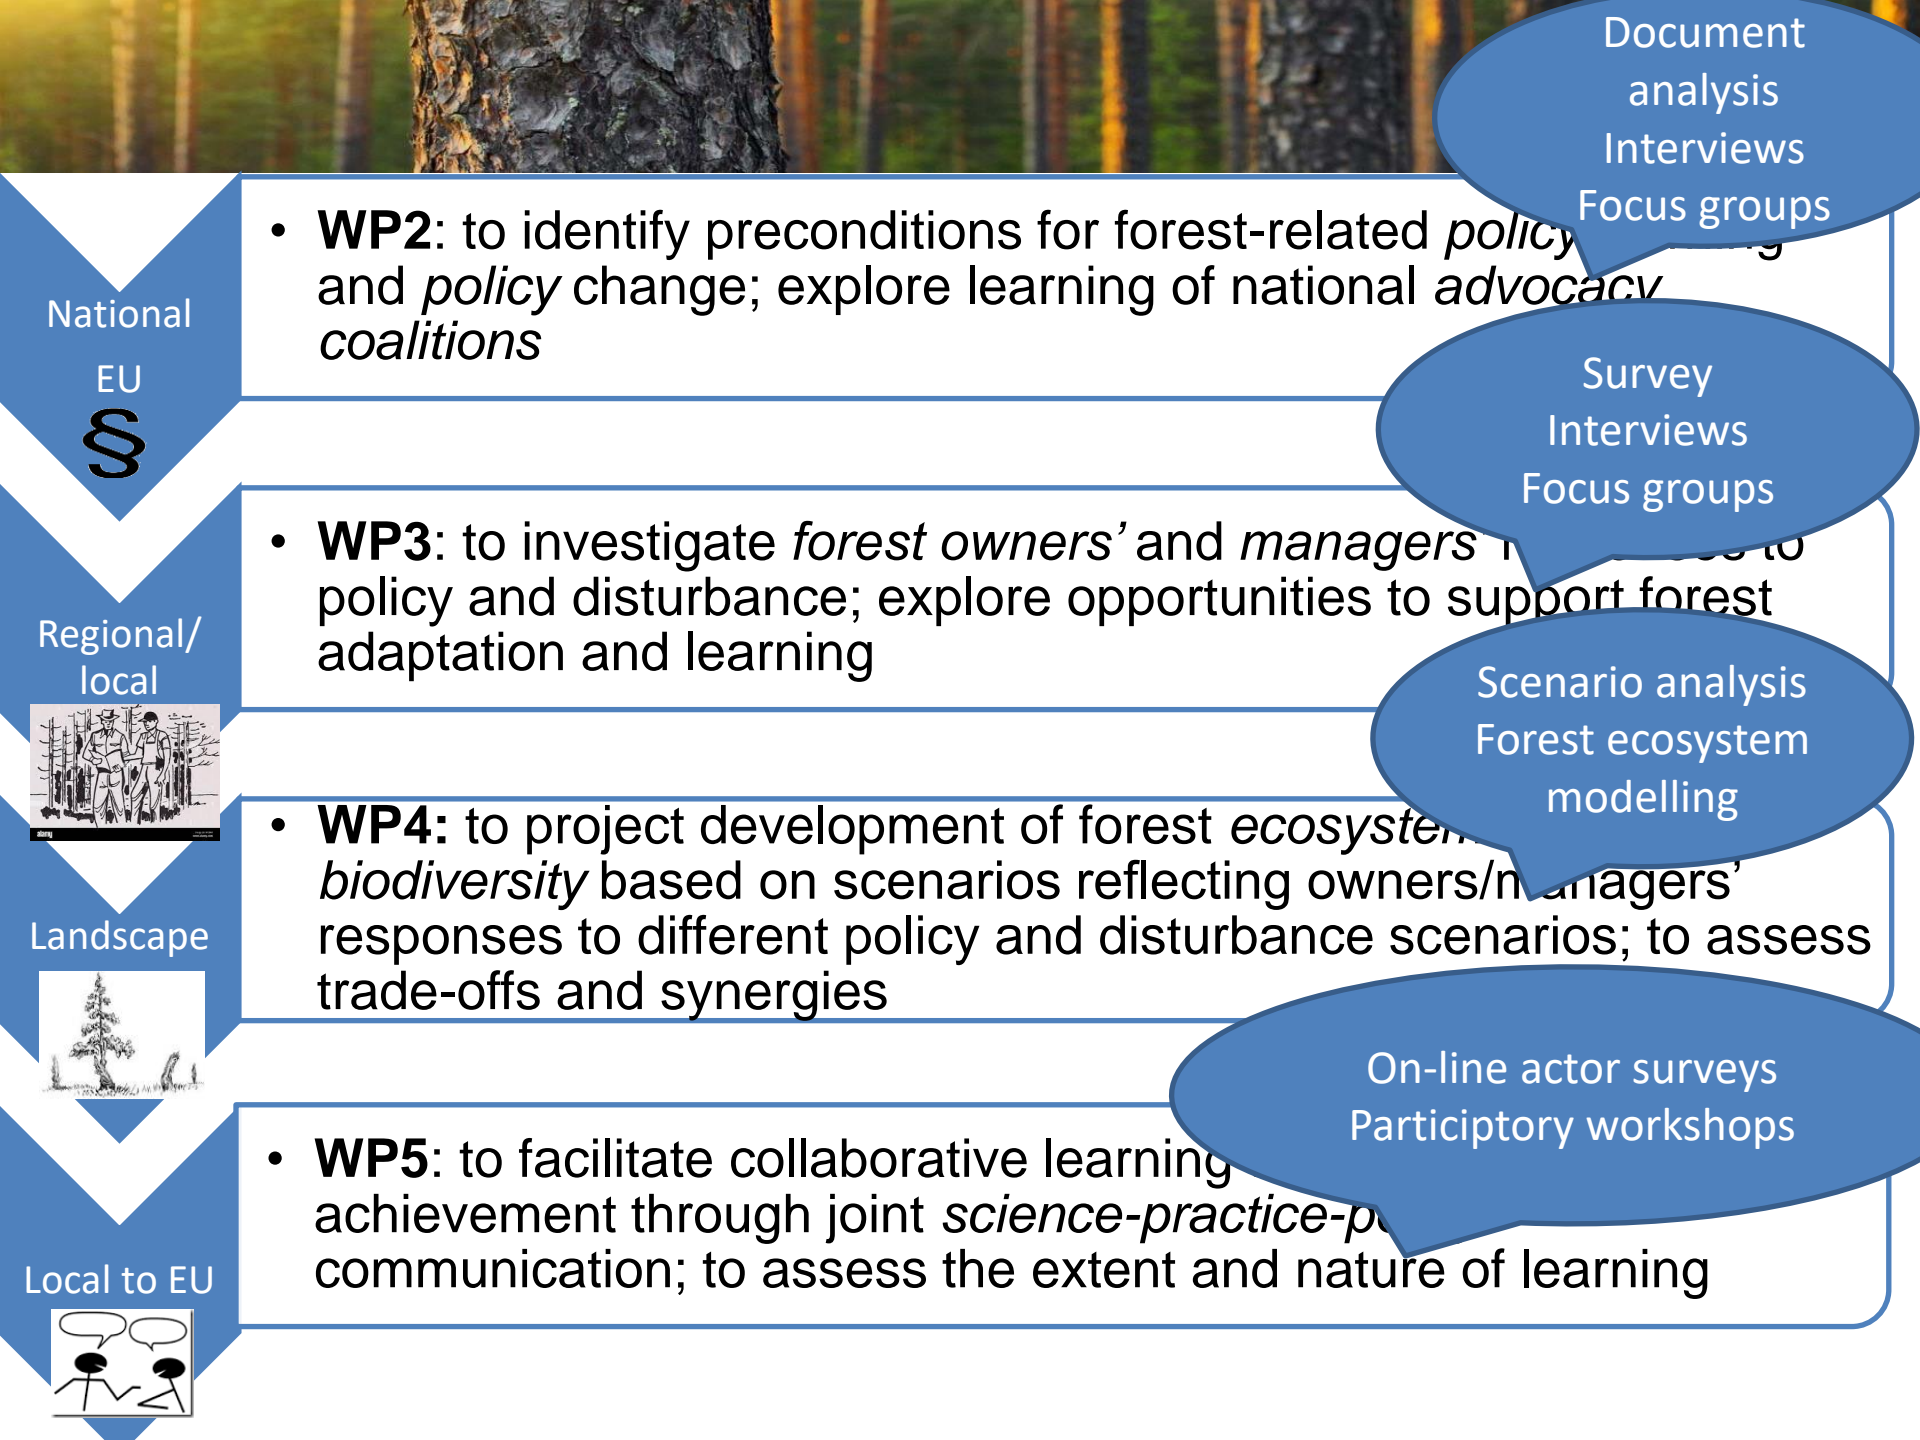 Document
analysis
Interviews
Focus groups
National
EU
§
• WP2: to identify preconditions for forest-related policy
and policy change; explore learning of national advocacy
coalitions
Survey
Interviews
Focus groups
Regional/
local
• WP3: to investigate forest owners’ and managers’ to
policy and disturbance; explore opportunities to support forest
adaptation and learning
Scenario analysis
Forest ecosystem
modelling
Landscape
• WP4: to project development of forest
biodiversity based on scenarios reflecting owners/managers’
responses to different policy and disturbance scenarios; to assess
trade-offs and synergies
On-line actor surveys
Participtory workshops
Local to EU
• WP5: to facilitate collaborative learning
achievement through joint science-practice-
communication; to assess the extent and nature of learning